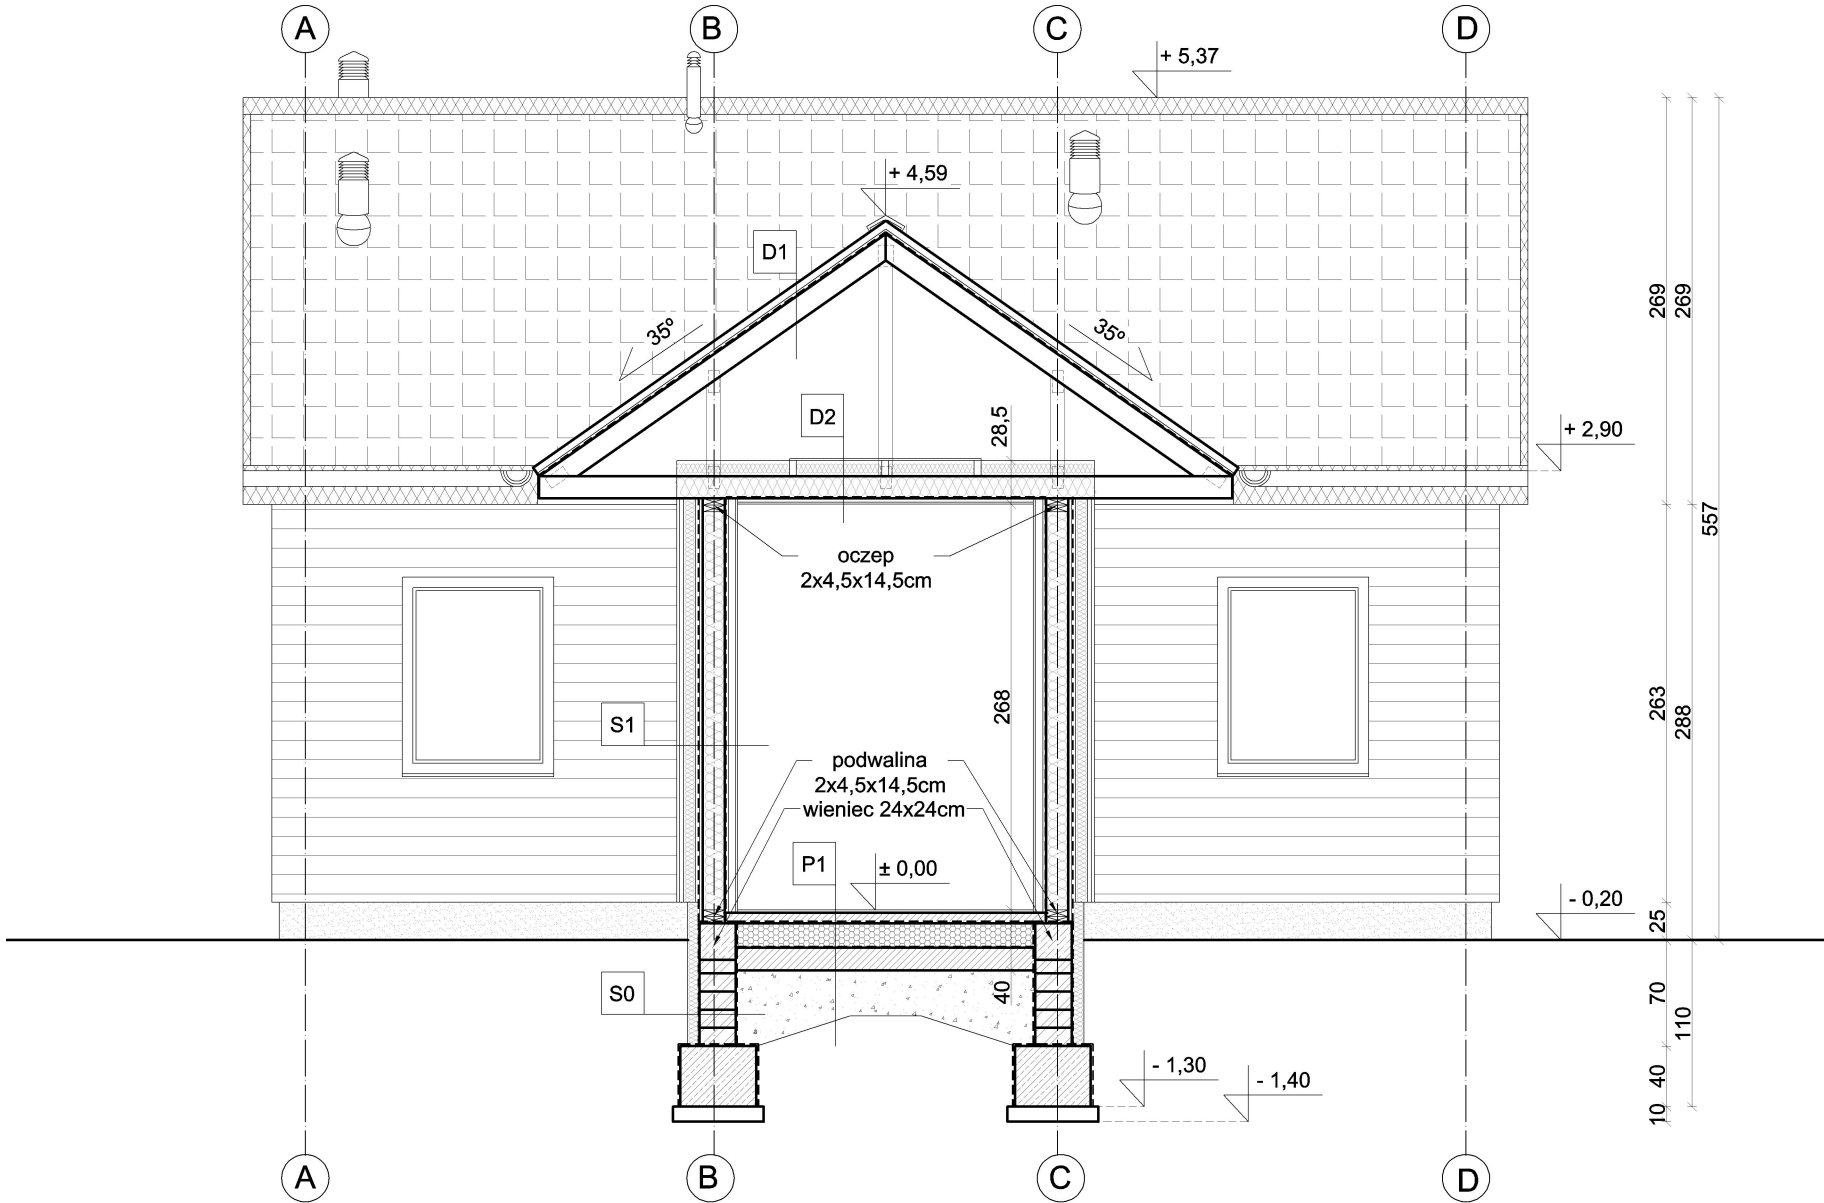 A
B
C
D
+ 5,37
+ 4,59
D1
35º
35º
269
269
D2
28,5
+ 2,90
557
oczep
2x4,5x14,5cm
S1
268
263
288
podwalina
2x4,5x14,5cm
wieniec 24x24cm
P1
± 0,00
- 0,20
25
S0
40
70
110
- 1,30
- 1,40
40
10
A
B
C
D